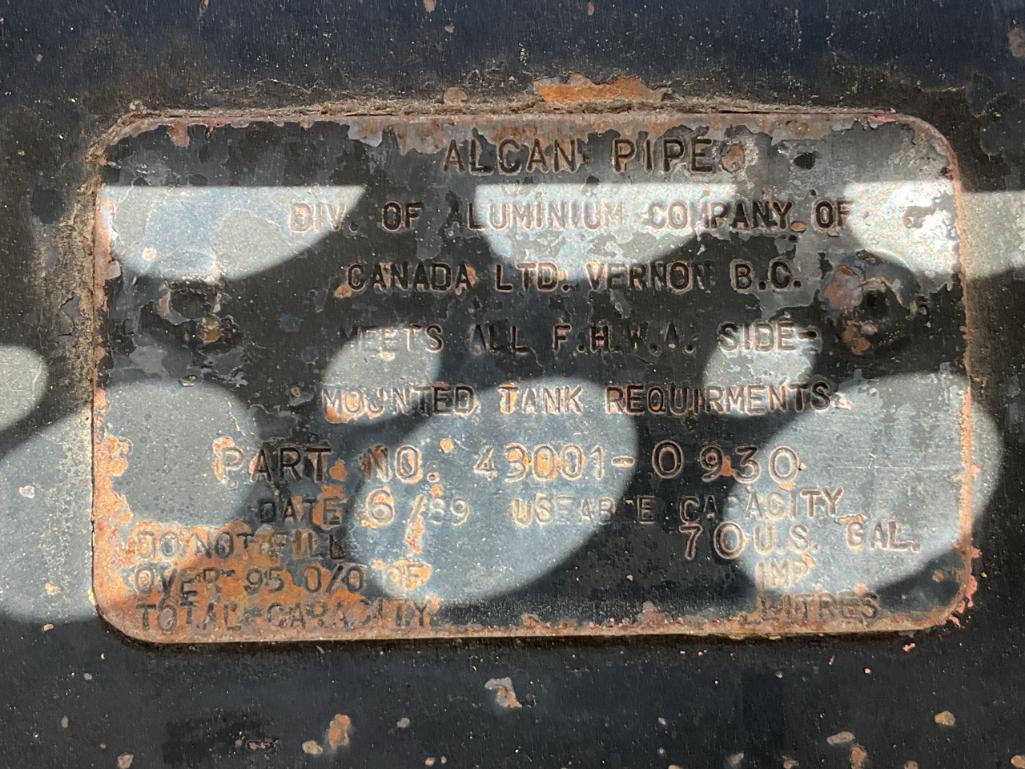 ALCAN PIPE
DIV. OF ALUMINIUM COMPANY OF
CANADA LTD. VERNON B.C.
MEETS ALL F.H.W.A. SIDE-
MOUNTED TANK REQUIRMENTS
PART NO. 43001-0930
DATE 6/89 USEABLE CAPACITY
DO NOT FILL 70 U.S. GAL.
OVER 95 0/0 OF IMP.
TOTAL CAPACITY LITRES